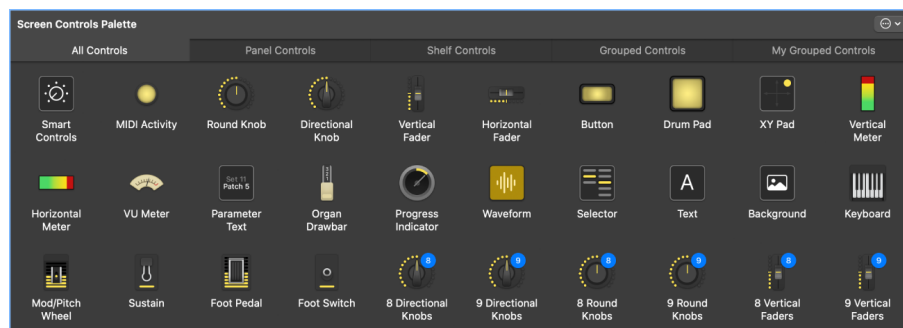 Screen Controls Palette
All Controls
Panel Controls
Shelf Controls
Grouped Controls
My Grouped Controls
Smart
Controls
MIDI Activity
Round Knob
Directional
Knob
Vertical
Fader
Horizontal
Fader
Button
Drum Pad
XY Pad
Vertical
Meter
Set 11
Patch 5
Horizontal
Meter
VU Meter
Parameter
Text
Organ
Drawbar
Progress
Indicator
Waveform
Selector
A
Text
Background
Keyboard
Mod/Pitch
Wheel
Sustain
Foot Pedal
Foot Switch
8
8 Directional
Knobs
9
9 Directional
Knobs
8
8 Round
Knobs
9
9 Round
Knobs
8
8 Vertical
Faders
9
9 Vertical
Faders